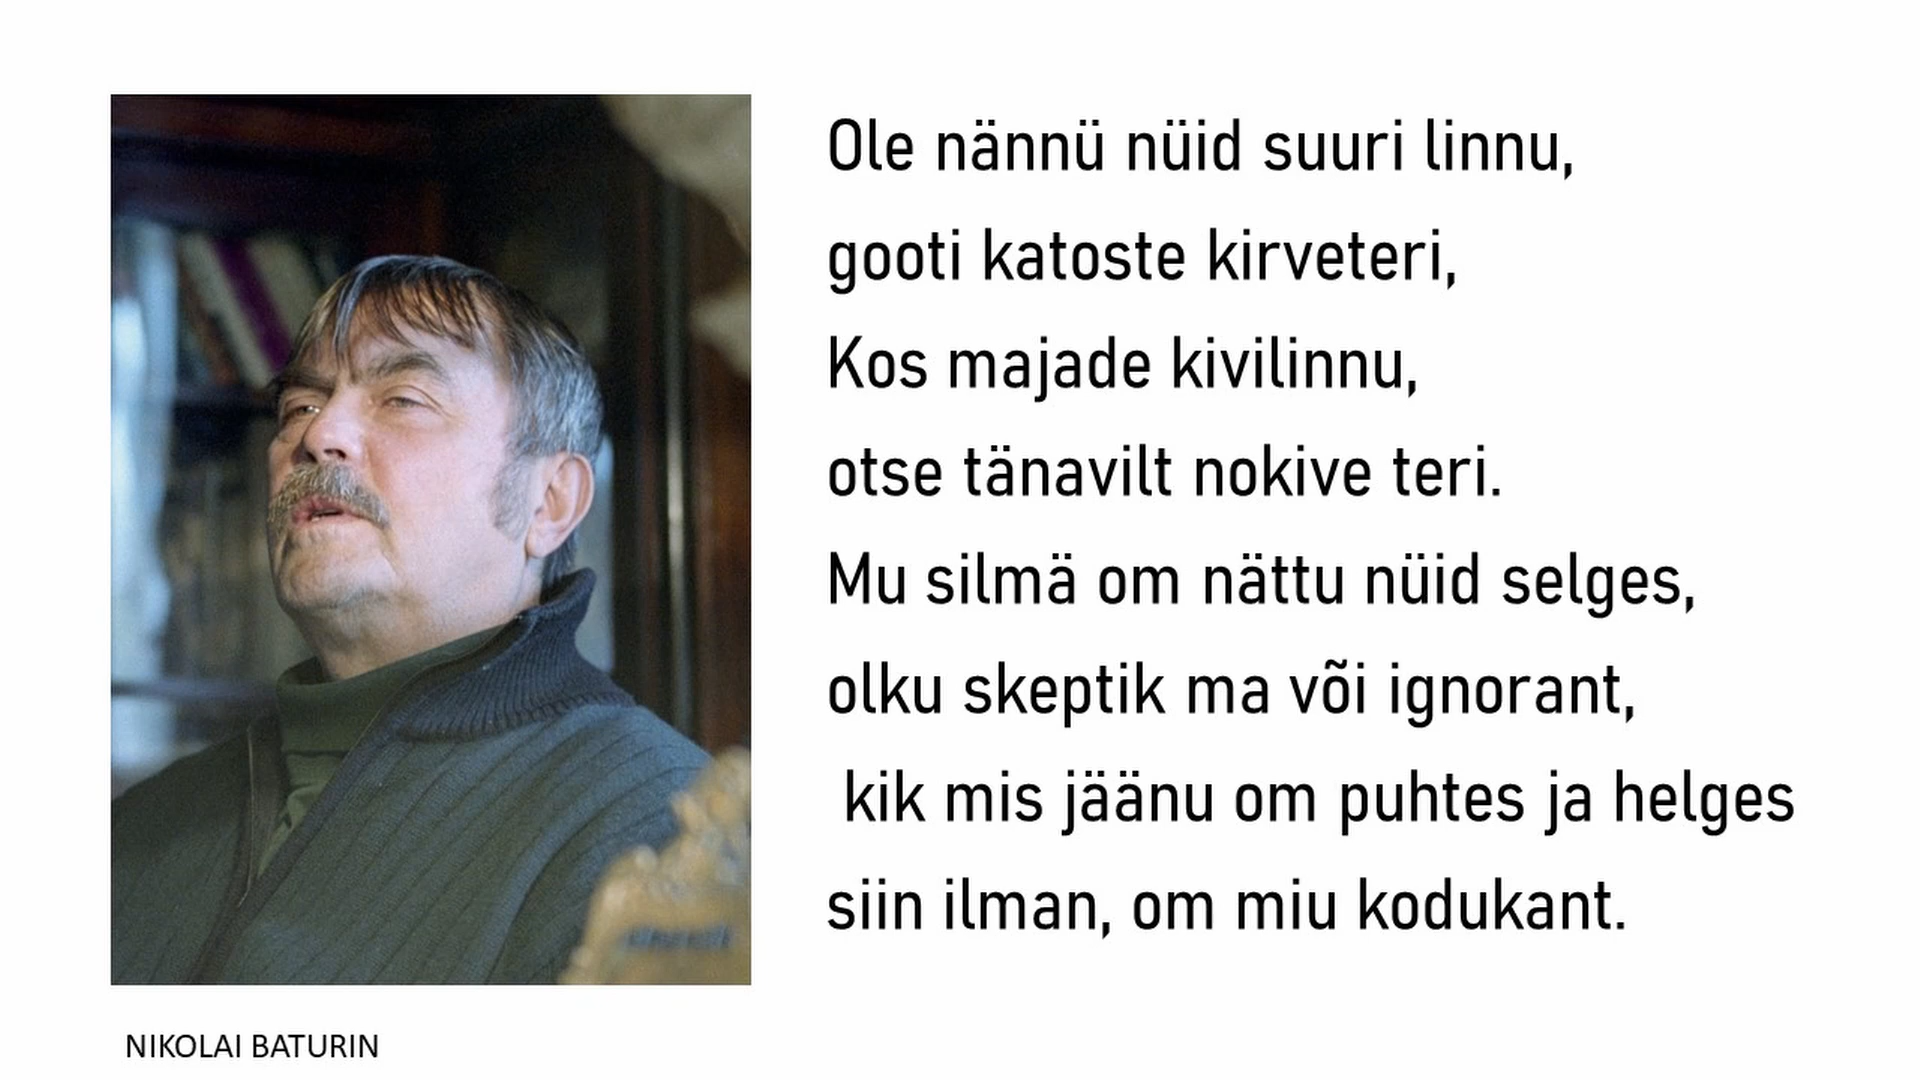 Ole nännü nüid suuri linnu,
gooti katoste kirveteri,
Kos majade kivilinnu,
otse tänavilt nokive teri.
Mu silmä om nättu nüid selges,
olku skeptik ma või ignorant,
kik mis jäänu om puhtes ja helges
siin ilman, om miu kodukant.
NIKOLAI BATURIN